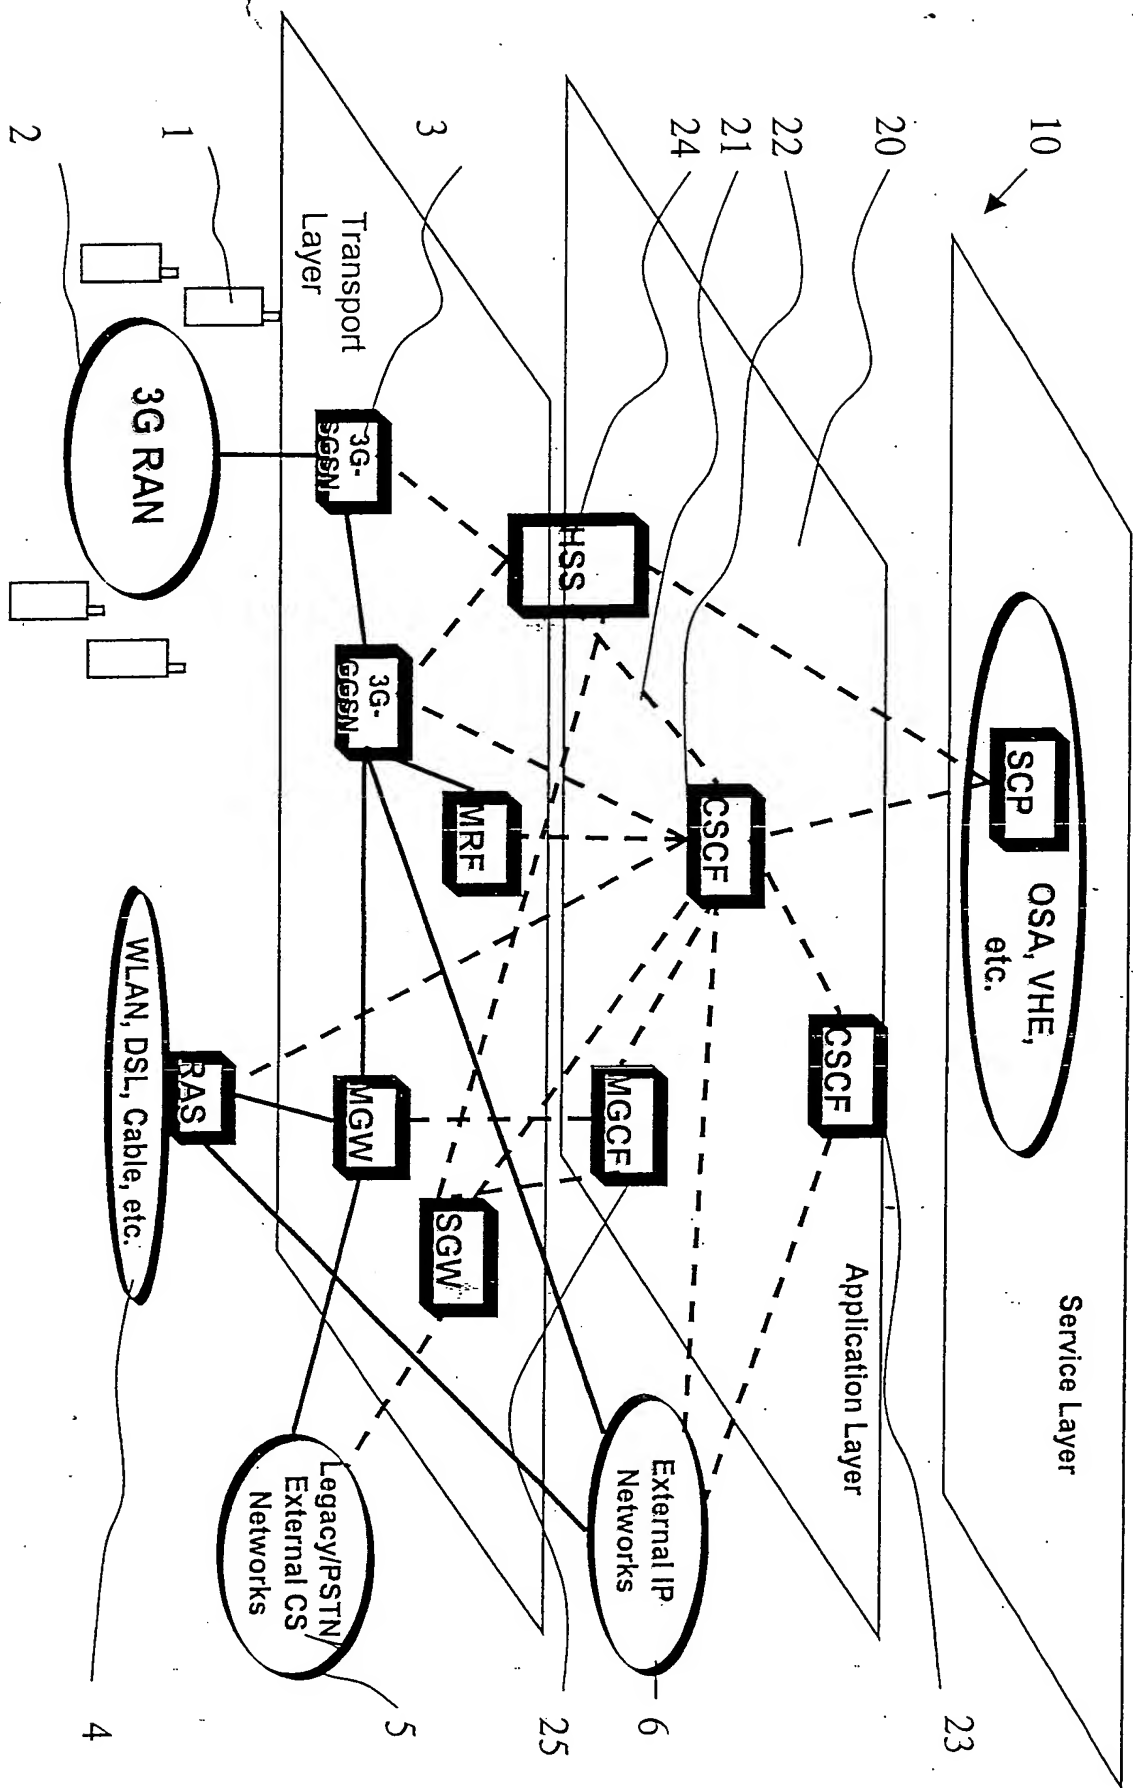 10
Service Layer
SCP
OSA, VHE,
etc.
20
22
21
24
23
Application Layer
CSCF
CSCF
HSS
MGCF
External IP
Networks
6
25
3
Transport
Layer
3G-
SGSN
3G-
GGSN
MRF
MGW
SGW
Legacy/PSTN
External CS
Networks
5
1
2
3G RAN
RAS
WLAN, DSL, Cable, etc.
4